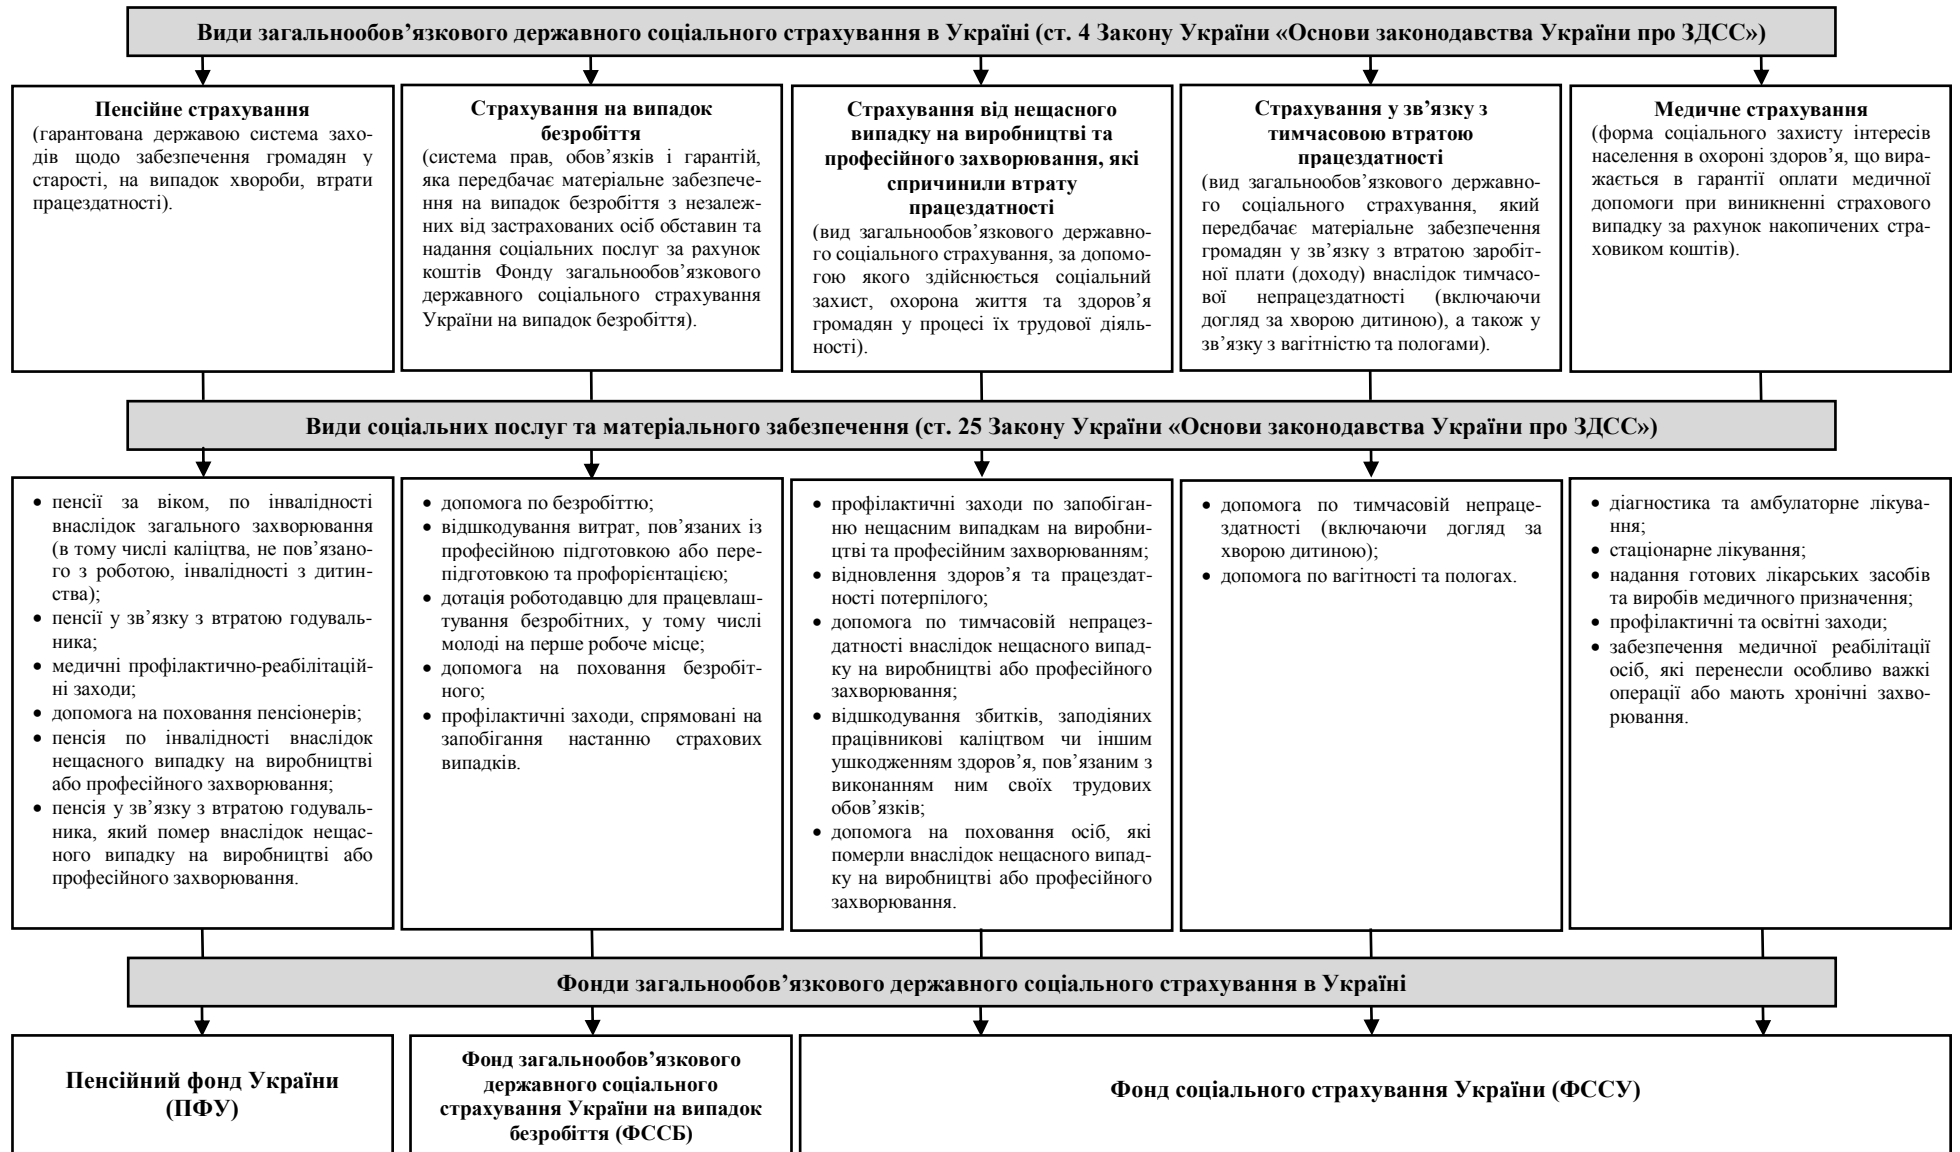 Види загальнообов’язкового державного соціального страхування в Україні (ст. 4 Закону України «Основи законодавства України про ЗДСС»)
Пенсійне страхування
(гарантована державою система захо-
дів щодо забезпечення громадян у
старості, на випадок хвороби, втрати
працездатності).
Страхування на випадок
безробіття
(система прав, обов’язків і гарантій,
яка передбачає матеріальне забезпече-
ння на випадок безробіття з незалеж-
них від застрахованих осіб обставин та
надання соціальних послуг за рахунок
коштів Фонду загальнообов’язкового
державного соціального страхування
України на випадок безробіття).
Страхування від нещасного
випадку на виробництві та
професійного захворювання, які
спричинили втрату
працездатності
(вид загальнообов’язкового державно-
го соціального страхування, за допомо-
гою якого здійснюється соціальний
захист, охорона життя та здоров’я
громадян у процесі їх трудової діяль-
ності).
Страхування у зв’язку з
тимчасовою втратою
працездатності
(вид загальнообов’язкового державно-
го соціального страхування, який
передбачає матеріальне забезпечення
громадян у зв’язку з втратою заробіт-
ної плати (доходу) внаслідок тимчасо-
вої непрацездатності (включаючи
догляд за хворою дитиною), а також у
зв’язку з вагітністю та пологами).
Медичне страхування
(форма соціального захисту інтересів
населення в охороні здоров’я, що вира-
жається в гарантії оплати медичної
допомоги при виникненні страхового
випадку за рахунок накопичених стра-
ховиком коштів).
Види соціальних послуг та матеріального забезпечення (ст. 25 Закону України «Основи законодавства України про ЗДСС»)
• пенсії за віком, по інвалідності
внаслідок загального захворювання
(в тому числі каліцтва, не пов’язано-
го з роботою, інвалідності з дитин-
ства);
• пенсії у зв’язку з втратою годуваль-
ника;
• медичні профілактично-реабілітацій-
ні заходи;
• допомога на поховання пенсіонерів;
• пенсія по інвалідності внаслідок
нещасного випадку на виробництві
або професійного захворювання;
• пенсія у зв’язку з втратою годуваль-
ника, який помер внаслідок нещас-
ного випадку на виробництві або
професійного захворювання.
• допомога по безробіттю;
• відшкодування витрат, пов’язаних із
професійною підготовкою або пере-
підготовкою та профорієнтацією;
• дотація роботодавцю для працевлаш-
тування безробітних, у тому числі
молоді на перше робоче місце;
• допомога на поховання безробіт-
ного;
• профілактичні заходи, спрямовані на
запобігання настанню страхових
випадків.
• профілактичні заходи по запобіган-
ню нещасним випадкам на виробни-
цтві та професійним захворюванням;
• відновлення здоров’я та працездат-
ності потерпілого;
• допомога по тимчасовій непрацез-
датності внаслідок нещасного випад-
ку на виробництві або професійного
захворювання;
• відшкодування збитків, заподіяних
працівникові каліцтвом чи іншим
ушкодженням здоров’я, пов’язаним з
виконанням ним своїх трудових
обов’язків;
• допомога на поховання осіб, які
померли внаслідок нещасного випад-
ку на виробництві або професійного
захворювання.
• допомога по тимчасовій непраце-
здатності (включаючи догляд за
хворою дитиною);
• допомога по вагітності та пологах.
• діагностика та амбулаторне лікува-
ння;
• стаціонарне лікування;
• надання готових лікарських засобів
та виробів медичного призначення;
• профілактичні та освітні заходи;
• забезпечення медичної реабілітації
осіб, які перенесли особливо важкі
операції або мають хронічні захво-
рювання.
Фонди загальнообов’язкового державного соціального страхування в Україні
Пенсійний фонд України
(ПФУ)
Фонд загальнообов’язкового
державного соціального
страхування України на випадок
безробіття (ФССБ)
Фонд соціального страхування України (ФССУ)